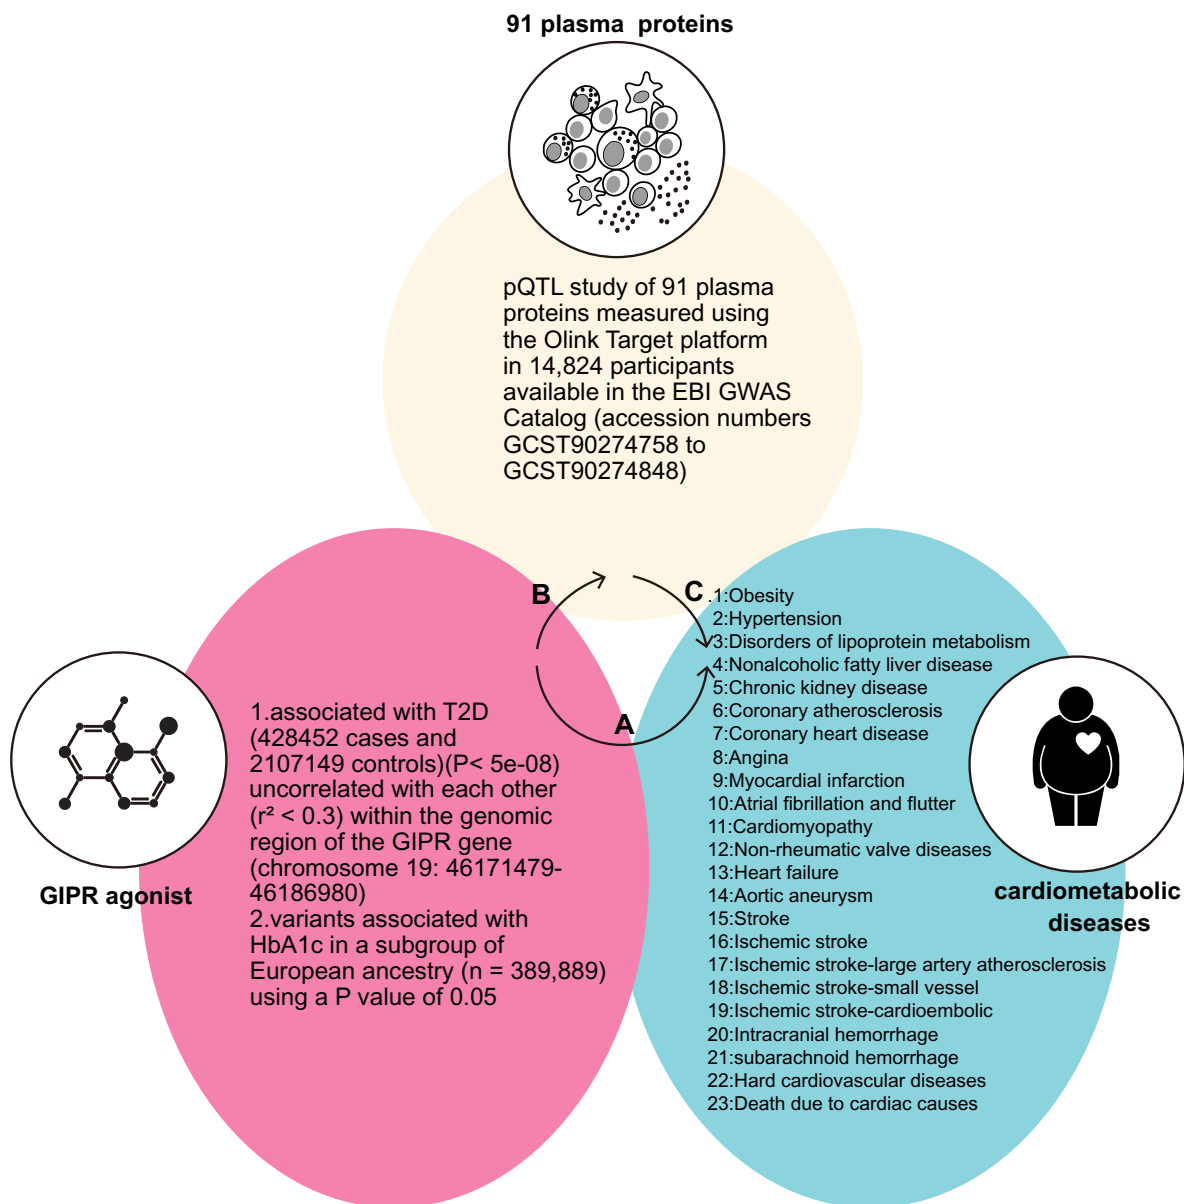 91 plasma proteins
pQTL study of 91 plasma
proteins measured using
the Olink Target platform
in 14,824 participants
available in the EBI GWAS
Catalog (accession numbers
GCST90274758 to
GCST90274848)
B
C
A
1.associated with T2D
(428452 cases and
2107149 controls)(P< 5e-08)
uncorrelated with each other
(r² < 0.3) within the genomic
region of the GIPR gene
(chromosome 19: 46171479-
46186980)
2.variants associated with
HbA1c in a subgroup of
European ancestry (n = 389,889)
using a P value of 0.05
GIPR agonist
.1:Obesity
2:Hypertension
3:Disorders of lipoprotein metabolism
4:Nonalcoholic fatty liver disease
5:Chronic kidney disease
6:Coronary atherosclerosis
7:Coronary heart disease
8:Angina
9:Myocardial infarction
10:Atrial fibrillation and flutter
11:Cardiomyopathy
12:Non-rheumatic valve diseases
13:Heart failure
14:Aortic aneurysm
15:Stroke
16:Ischemic stroke
17:Ischemic stroke-large artery atherosclerosis
18:Ischemic stroke-small vessel
19:Ischemic stroke-cardioembolic
20:Intracranial hemorrhage
21:subarachnoid hemorrhage
22:Hard cardiovascular diseases
23:Death due to cardiac causes
cardiometabolic
diseases